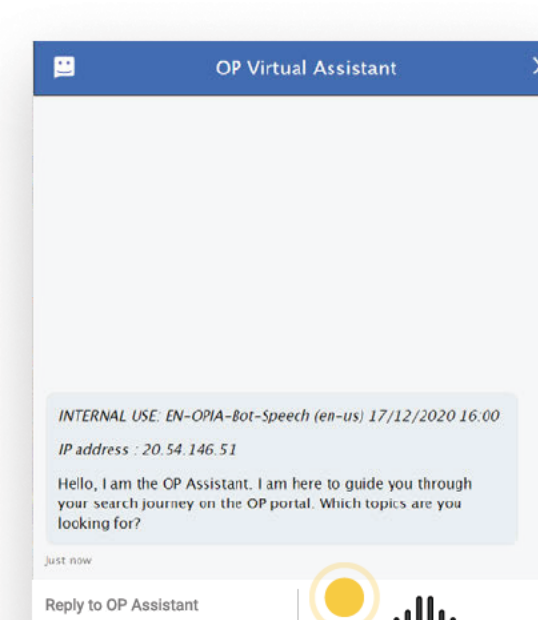 OP Virtual Assistant
INTERNAL USE: EN-OPIA-Bot-Speech (en-us) 17/12/2020 16:00
IP address : 20.54.146.51
Hello, I am the OP Assistant. I am here to guide you through
your search journey on the OP portal. Which topics are you
looking for?
Just now
Reply to OP Assistant